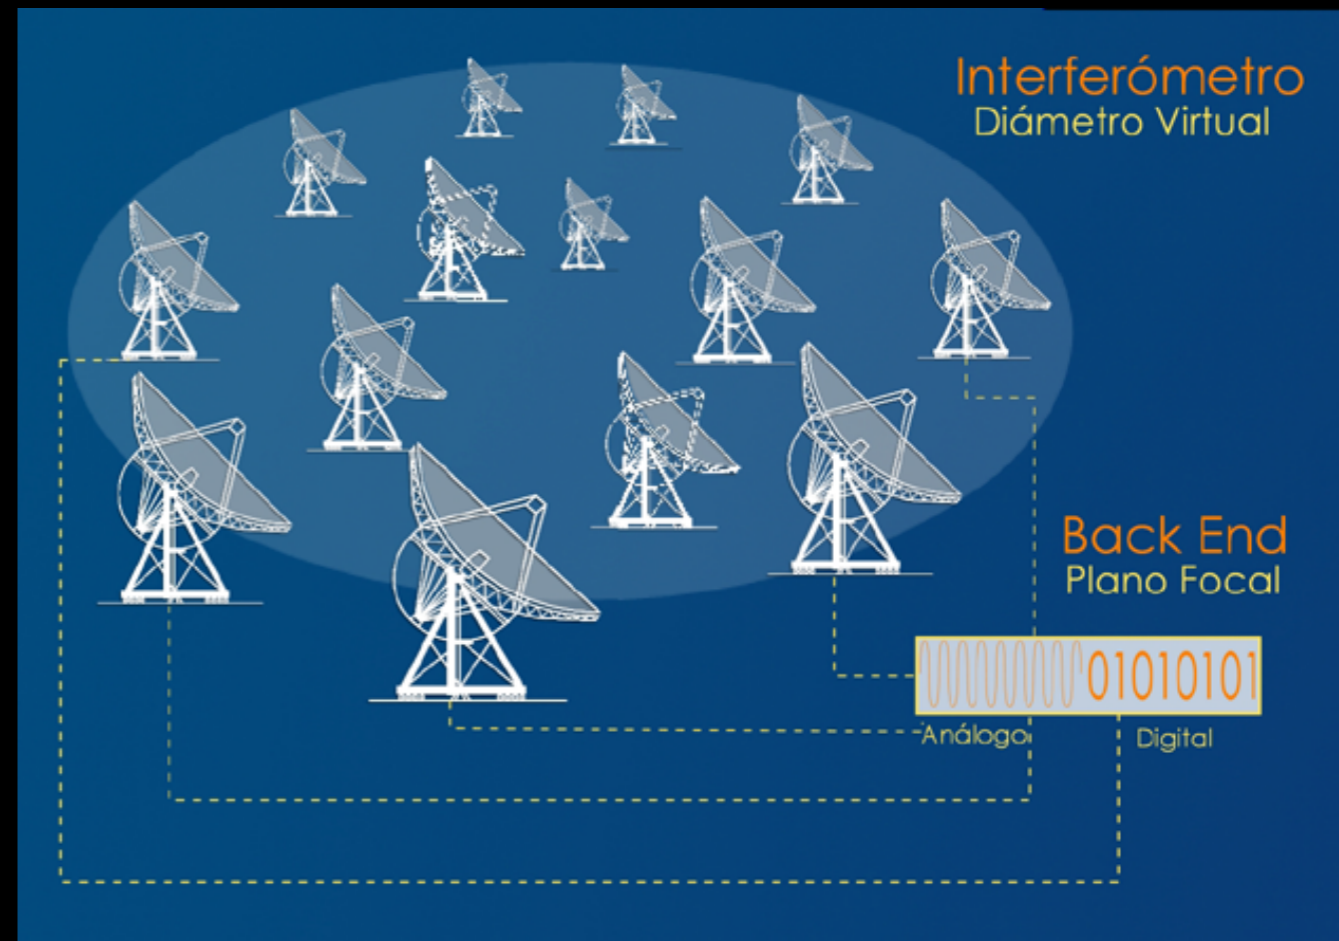 Interferómetro
Diámetro Virtual
Back End
Plano Focal
01010101
Análogo
Digital